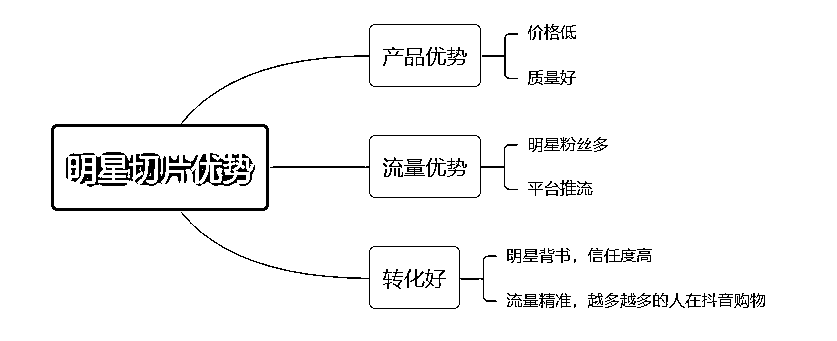 明星切片优势
产品优势
价格低
质量好
流量优势
明星粉丝多
平台推流
转化好
明星背书，信任度高
流量精准，越多越多的人在抖音购物